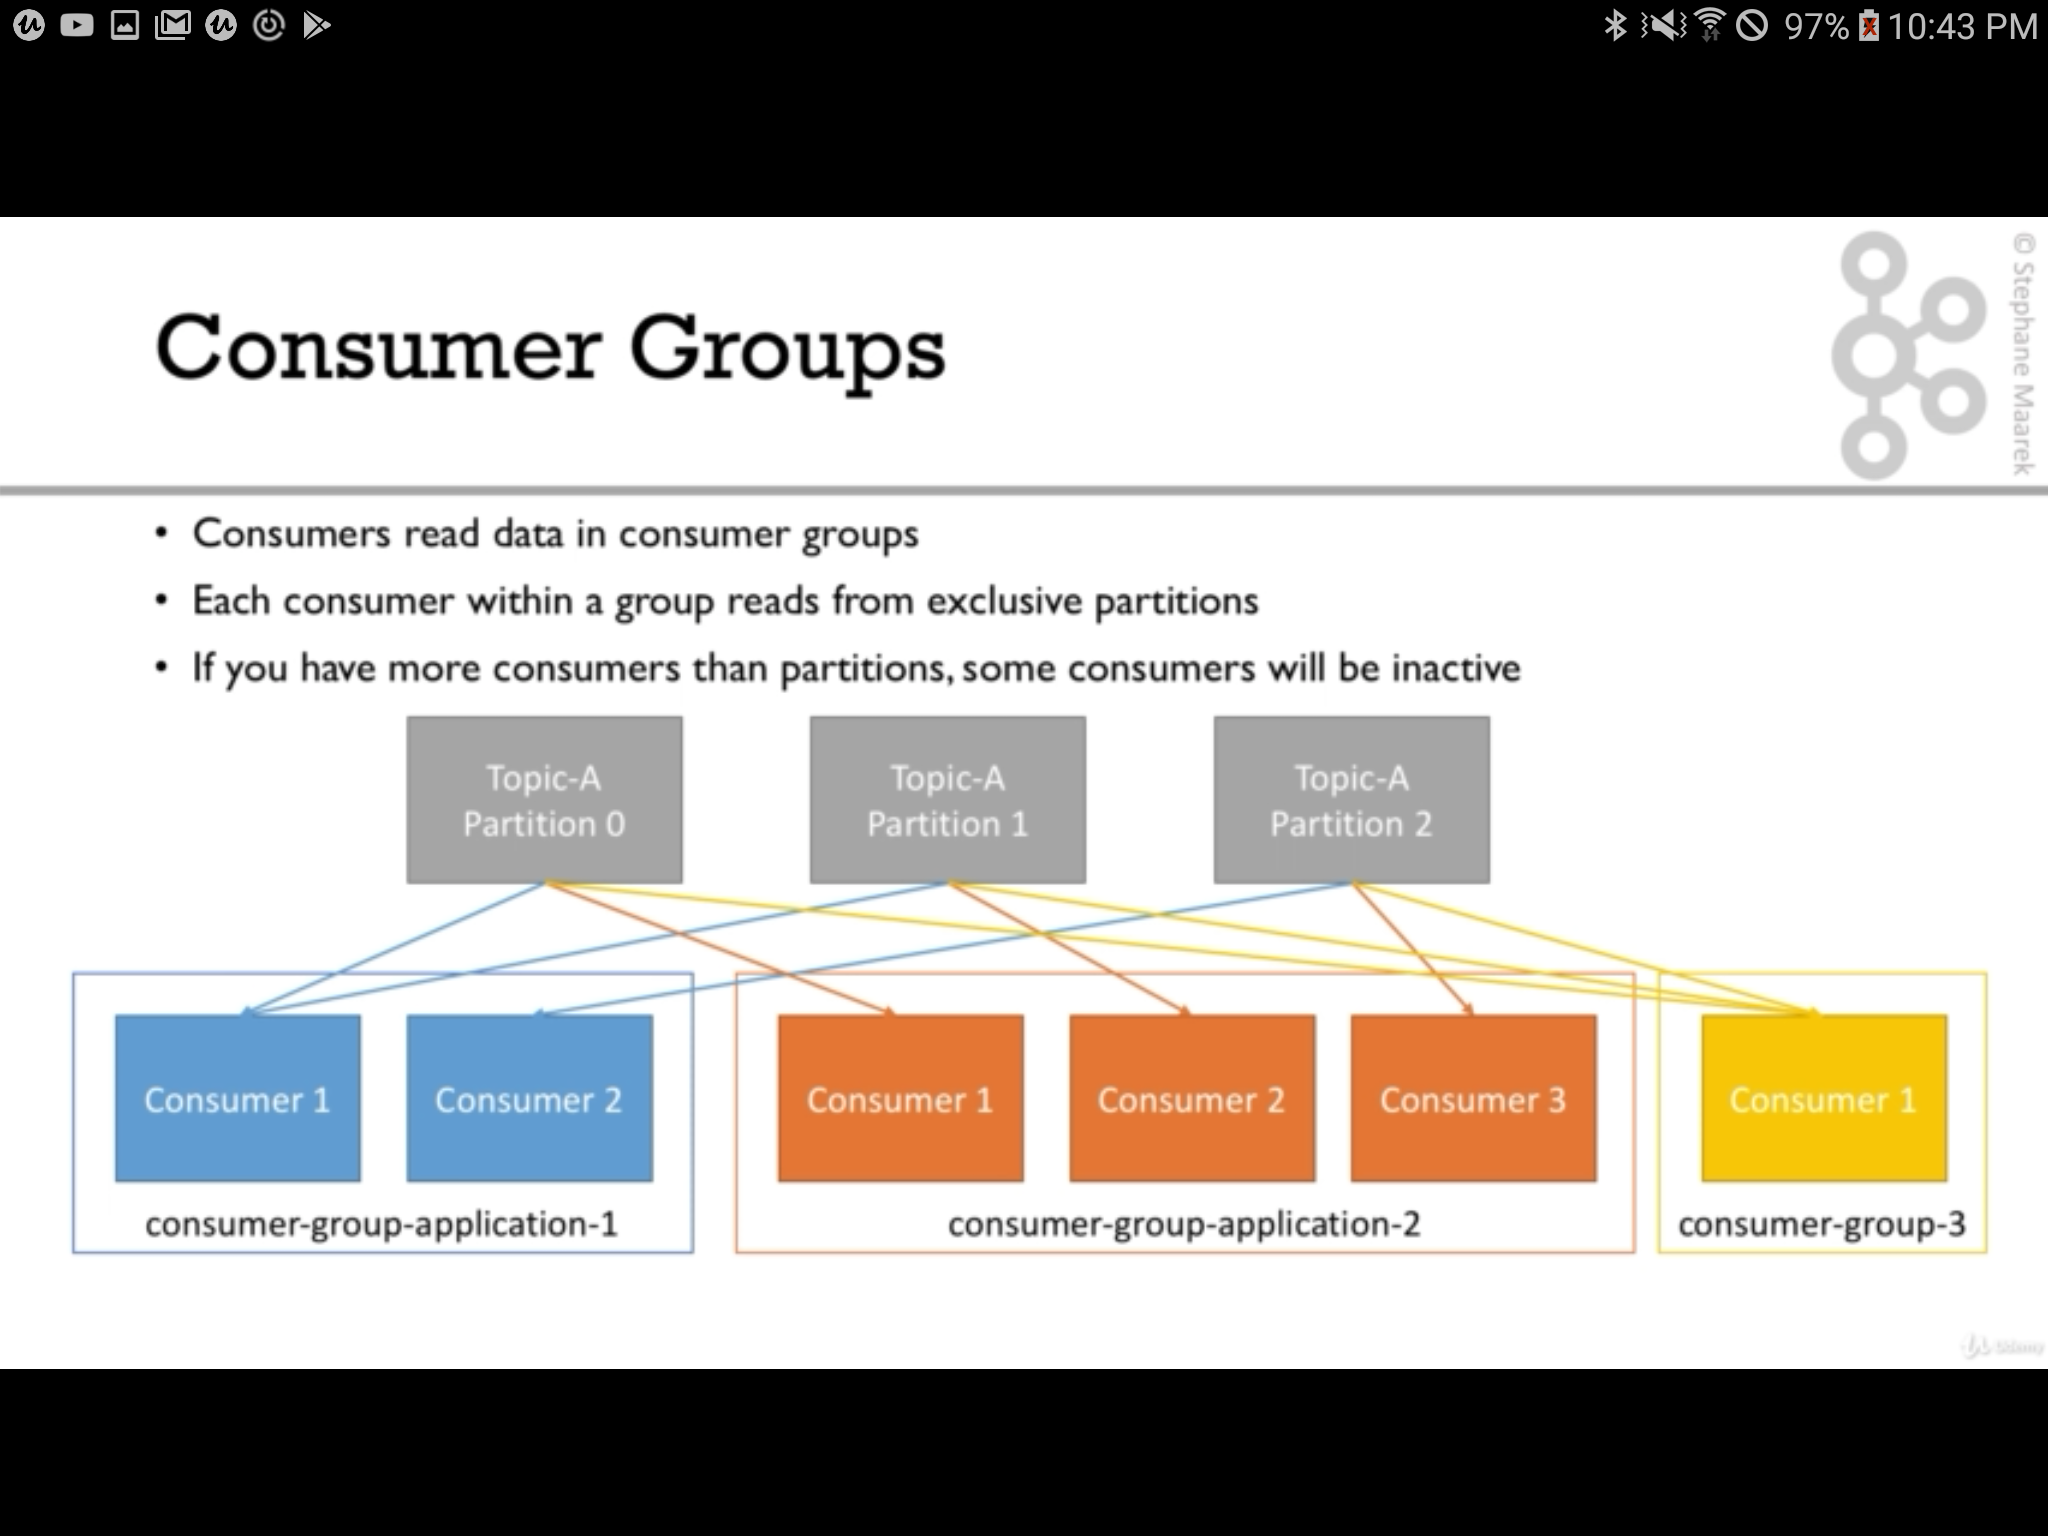 97% 10:43 PM
© Stephane Maarek
Consumer Groups
• Consumers read data in consumer groups
• Each consumer within a group reads from exclusive partitions
• If you have more consumers than partitions, some consumers will be inactive
Topic-A
Partition 0
Topic-A
Partition 1
Topic-A
Partition 2
Consumer 1
Consumer 2
consumer-group-application-1
Consumer 1
Consumer 2
Consumer 3
consumer-group-application-2
Consumer 1
consumer-group-3
Udemy